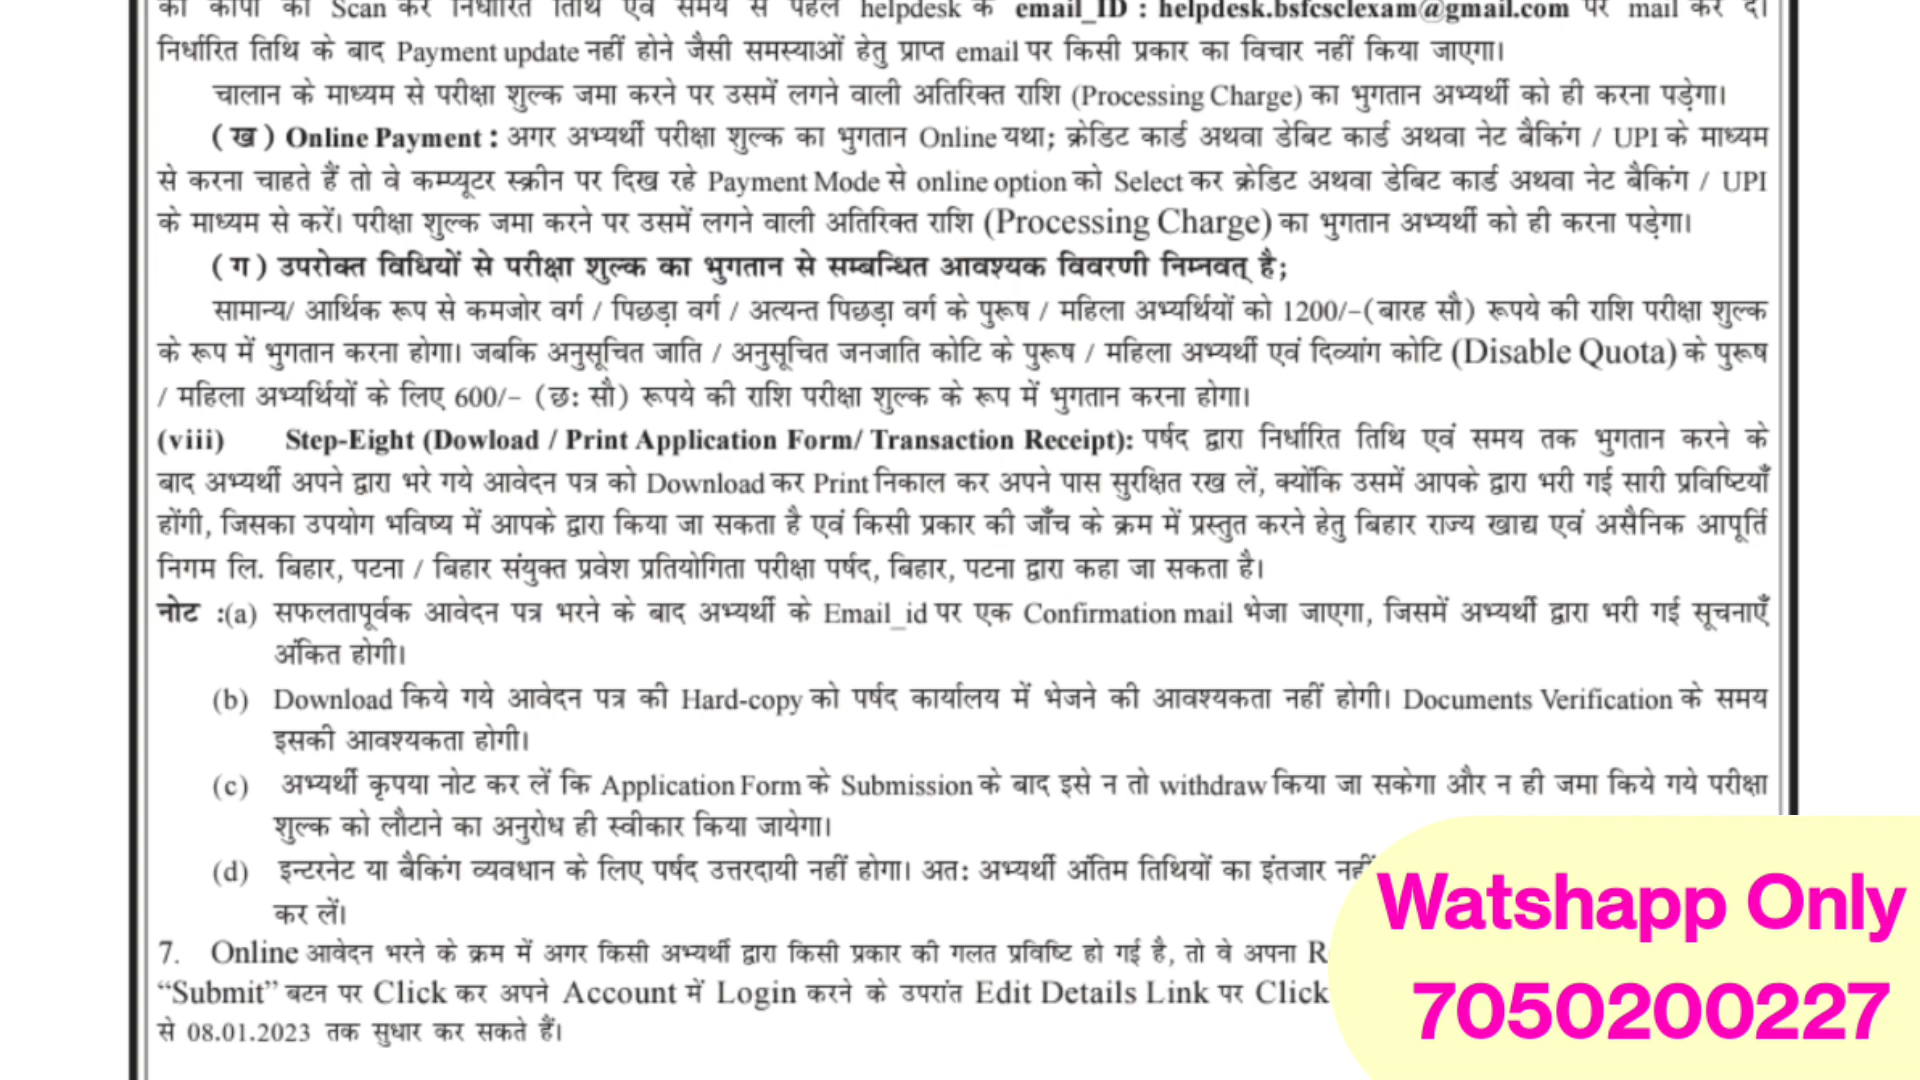 की कॉपी को Scan कर निर्धारित तिथि एवं समय से पहले helpdesk के email_ID : helpdesk.bsfcsclexam@gmail.com पर mail कर दें।
निर्धारित तिथि के बाद Payment update नहीं होने जैसी समस्याओं हेतु प्राप्त email पर किसी प्रकार का विचार नहीं किया जाएगा।
चालान के माध्यम से परीक्षा शुल्क जमा करने पर उसमें लगने वाली अतिरिक्त राशि (Processing Charge) का भुगतान अभ्यर्थी को ही करना पड़ेगा।
(ख) Online Payment : अगर अभ्यर्थी परीक्षा शुल्क का भुगतान Online यथा; क्रेडिट कार्ड अथवा डेबिट कार्ड अथवा नेट बैकिंग / UPI के माध्यम
से करना चाहते हैं तो वे कम्प्यूटर स्क्रीन पर दिख रहे Payment Mode से online option को Select कर क्रेडिट अथवा डेबिट कार्ड अथवा नेट बैकिंग / UPI
के माध्यम से करें। परीक्षा शुल्क जमा करने पर उसमें लगने वाली अतिरिक्त राशि (Processing Charge) का भुगतान अभ्यर्थी को ही करना पड़ेगा।
(ग) उपरोक्त विधियों से परीक्षा शुल्क का भुगतान से सम्बन्धित आवश्यक विवरणी निम्नवत् है;
सामान्य/ आर्थिक रूप से कमजोर वर्ग / पिछड़ा वर्ग / अत्यन्त पिछड़ा वर्ग के पुरूष / महिला अभ्यर्थियों को 1200/-(बारह सौ) रूपये की राशि परीक्षा शुल्क
के रूप में भुगतान करना होगा। जबकि अनुसूचित जाति / अनुसूचित जनजाति कोटि के पुरूष / महिला अभ्यर्थी एवं दिव्यांग कोटि (Disable Quota) के पुरूष
/ महिला अभ्यर्थियों के लिए 600/- (छः सौ) रूपये की राशि परीक्षा शुल्क के रूप में भुगतान करना होगा।
(viii) Step-Eight (Dowload / Print Application Form/ Transaction Receipt): पर्षद द्वारा निर्धारित तिथि एवं समय तक भुगतान करने के
बाद अभ्यर्थी अपने द्वारा भरे गये आवेदन पत्र को Download कर Print निकाल कर अपने पास सुरक्षित रख लें, क्योंकि उसमें आपके द्वारा भरी गई सारी प्रविष्टियाँ
होंगी, जिसका उपयोग भविष्य में आपके द्वारा किया जा सकता है एवं किसी प्रकार की जाँच के क्रम में प्रस्तुत करने हेतु बिहार राज्य खाद्य एवं असैनिक आपूर्ति
निगम लि. बिहार, पटना / बिहार संयुक्त प्रवेश प्रतियोगिता परीक्षा पर्षद, बिहार, पटना द्वारा कहा जा सकता है।
नोट :(a) सफलतापूर्वक आवेदन पत्र भरने के बाद अभ्यर्थी के Email_id पर एक Confirmation mail भेजा जाएगा, जिसमें अभ्यर्थी द्वारा भरी गई सूचनाएँ
अंकित होगी।
(b) Download किये गये आवेदन पत्र की Hard-copy को पर्षद कार्यालय में भेजने की आवश्यकता नहीं होगी। Documents Verification के समय
इसकी आवश्यकता होगी।
(c) अभ्यर्थी कृपया नोट कर लें कि Application Form के Submission के बाद इसे न तो withdraw किया जा सकेगा और न ही जमा किये गये परीक्षा
शुल्क को लौटाने का अनुरोध ही स्वीकार किया जायेगा।
(d) इन्टरनेट या बैकिंग व्यवधान के लिए पर्षद उत्तरदायी नहीं होगा। अतः अभ्यर्थी अंतिम तिथियों का इंतजार नहीं
कर लें।
7. Online आवेदन भरने के क्रम में अगर किसी अभ्यर्थी द्वारा किसी प्रकार की गलत प्रविष्टि हो गई है, तो वे अपना R
“Submit” बटन पर Click कर अपने Account में Login करने के उपरांत Edit Details Link पर Click
से 08.01.2023 तक सुधार कर सकते हैं।
Watshapp Only
7050200227